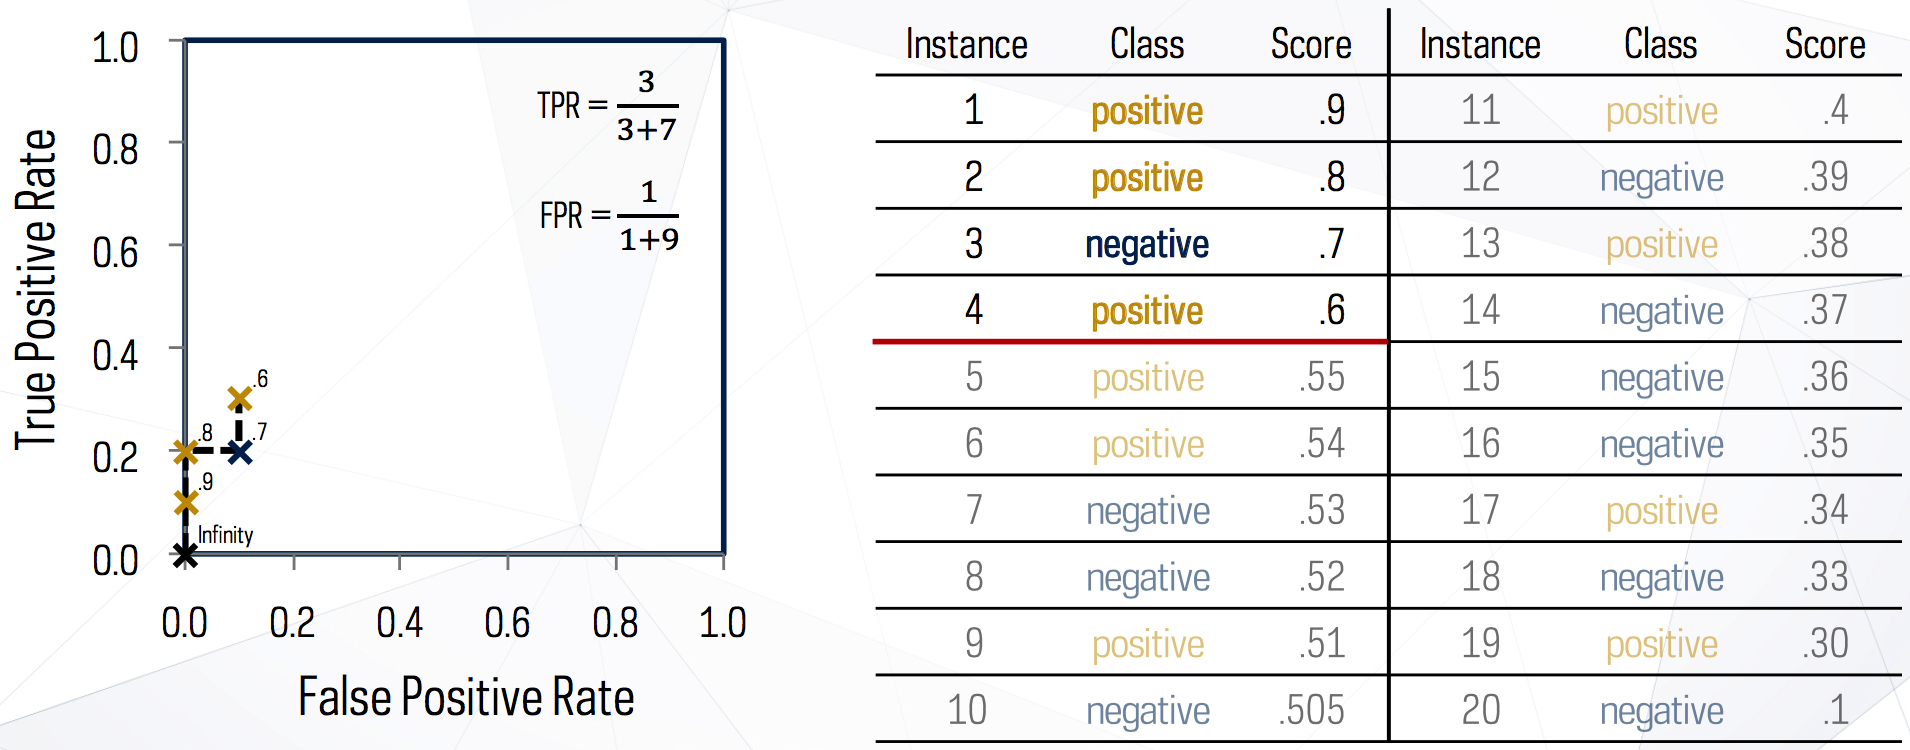 1.0
0.8
0.6
0.4
0.2
0.0
True Positive Rate
TPR = 3/3+7
FPR = 1/1+9
.6
.8
.7
.9
Infinity
0.0 0.2 0.4 0.6 0.8 1.0
False Positive Rate
Instance Class Score Instance Class Score
1 positive .9 11 positive .4
2 positive .8 12 negative .39
3 negative .7 13 positive .38
4 positive .6 14 negative .37
5 positive .55 15 negative .36
6 positive .54 16 negative .35
7 negative .53 17 positive .34
8 negative .52 18 negative .33
9 positive .51 19 positive .30
10 negative .505 20 negative .1